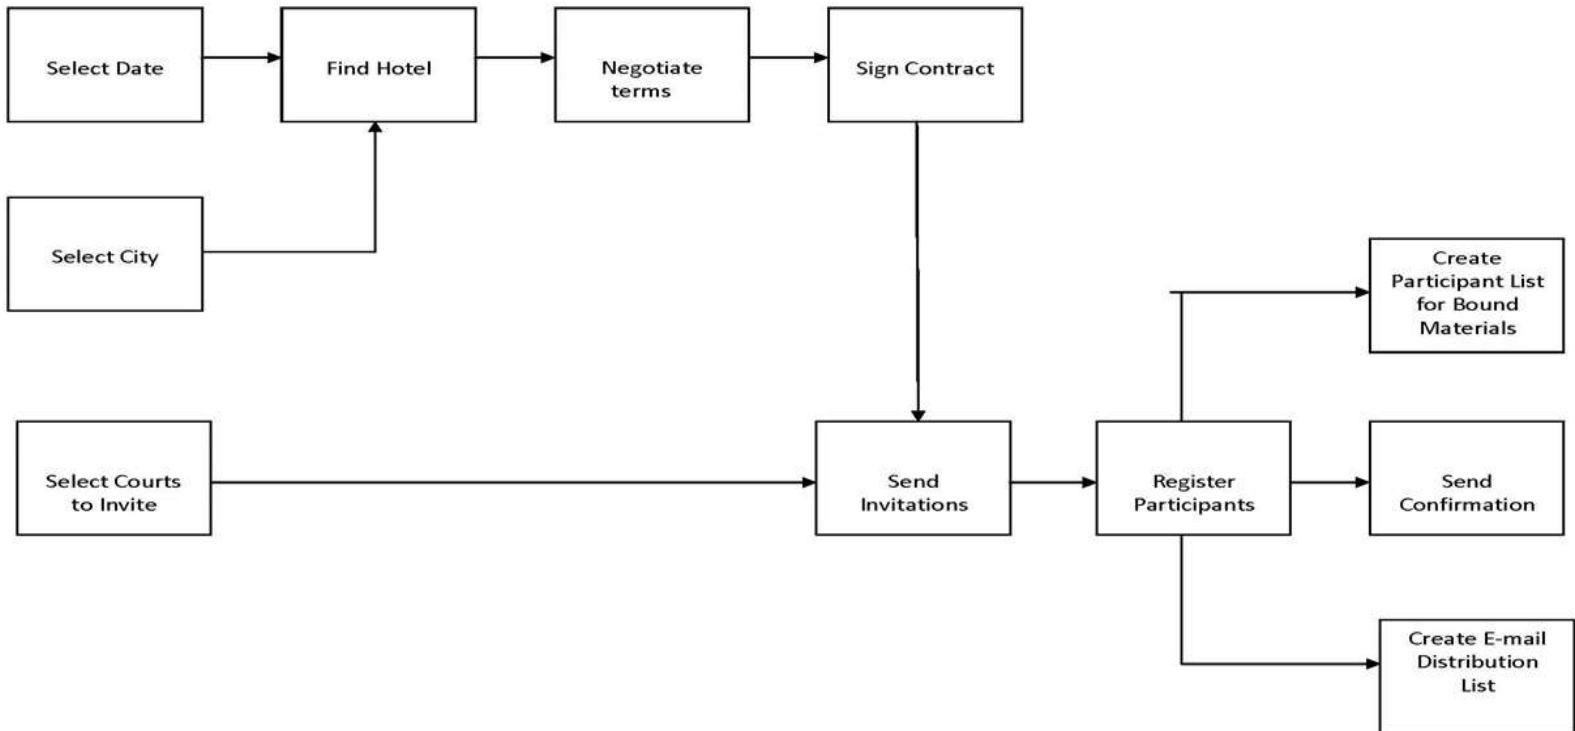 Select Date
Find Hotel
Negotiate
terms
Sign Contract
Select City
Create
Participant List
for Bound
Materials
Select Courts
to Invite
Send
Invitations
Register
Participants
Send
Confirmation
Create E-mail
Distribution
List